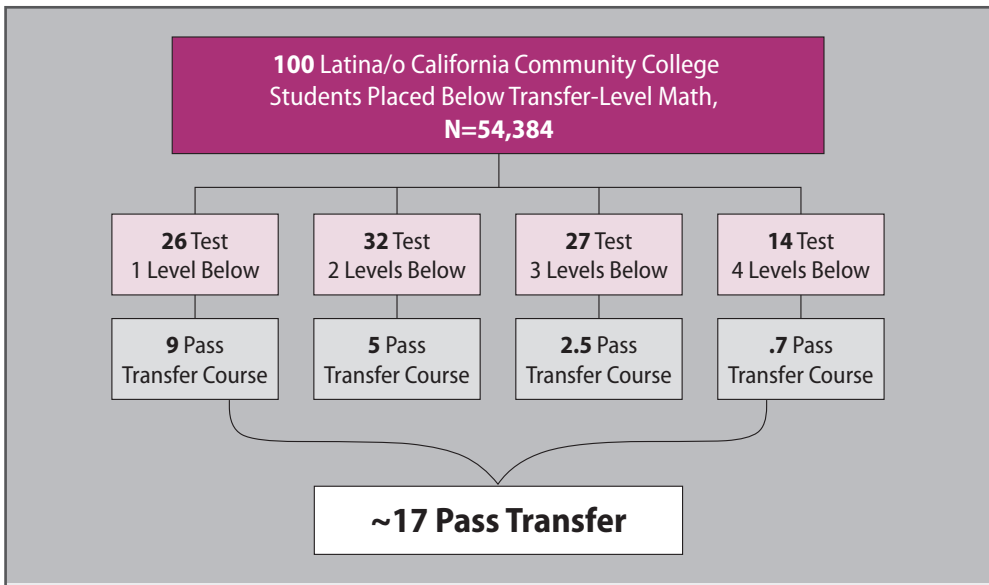 100 Latina/o California Community College
Students Placed Below Transfer-Level Math,
N=54,384
26 Test
1 Level Below
32 Test
2 Levels Below
27 Test
3 Levels Below
14 Test
4 Levels Below
9 Pass
Transfer Course
5 Pass
Transfer Course
2.5 Pass
Transfer Course
.7 Pass
Transfer Course
~17 Pass Transfer